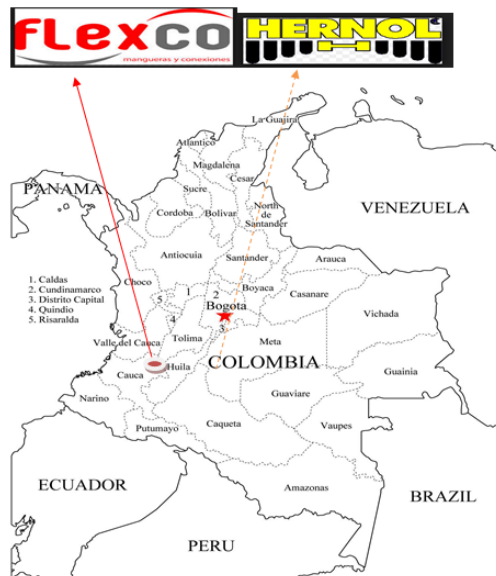 fLexco
mangueras y conexiones
HERNOL
H
La Guajira
Atlantico
Magdalena
Cesar
PANAMA
Sucre
North
de
Santander
VENEZUELA
Cordoba
Bolivar
Antiocuia
Santander
Arauca
1. Caldas
2. Cundinamarco
3. Distrito Capital
4. Quindio
5. Risaralda
Choco
1
2
Boyaca
Casanare
5
Bogota
Vichada
4
3
Valle del Cauca
Tolima
Meta
COLOMBIA
Cauca
Huila
Guainia
Guaviare
Narino
Vaupes
Putumayo
Caqueta
ECUADOR
Amazonas
BRAZIL
PERU